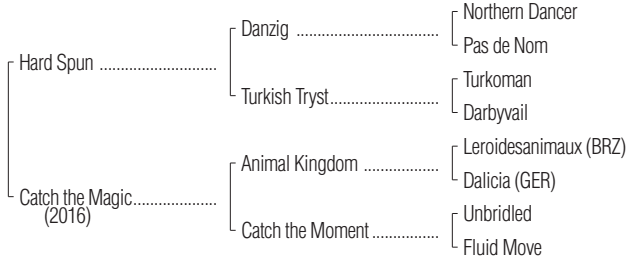 Northern Dancer
Danzig ................................
Pas de Nom
Hard Spun ..........................
Turkoman
Turkish Tryst........................
Darbyvail
Leroidesanimaux (BRZ)
Animal Kingdom .................
Dalicia (GER)
Catch the Magic...................
(2016)
Unbridled
Catch the Moment ...............
Fluid Move